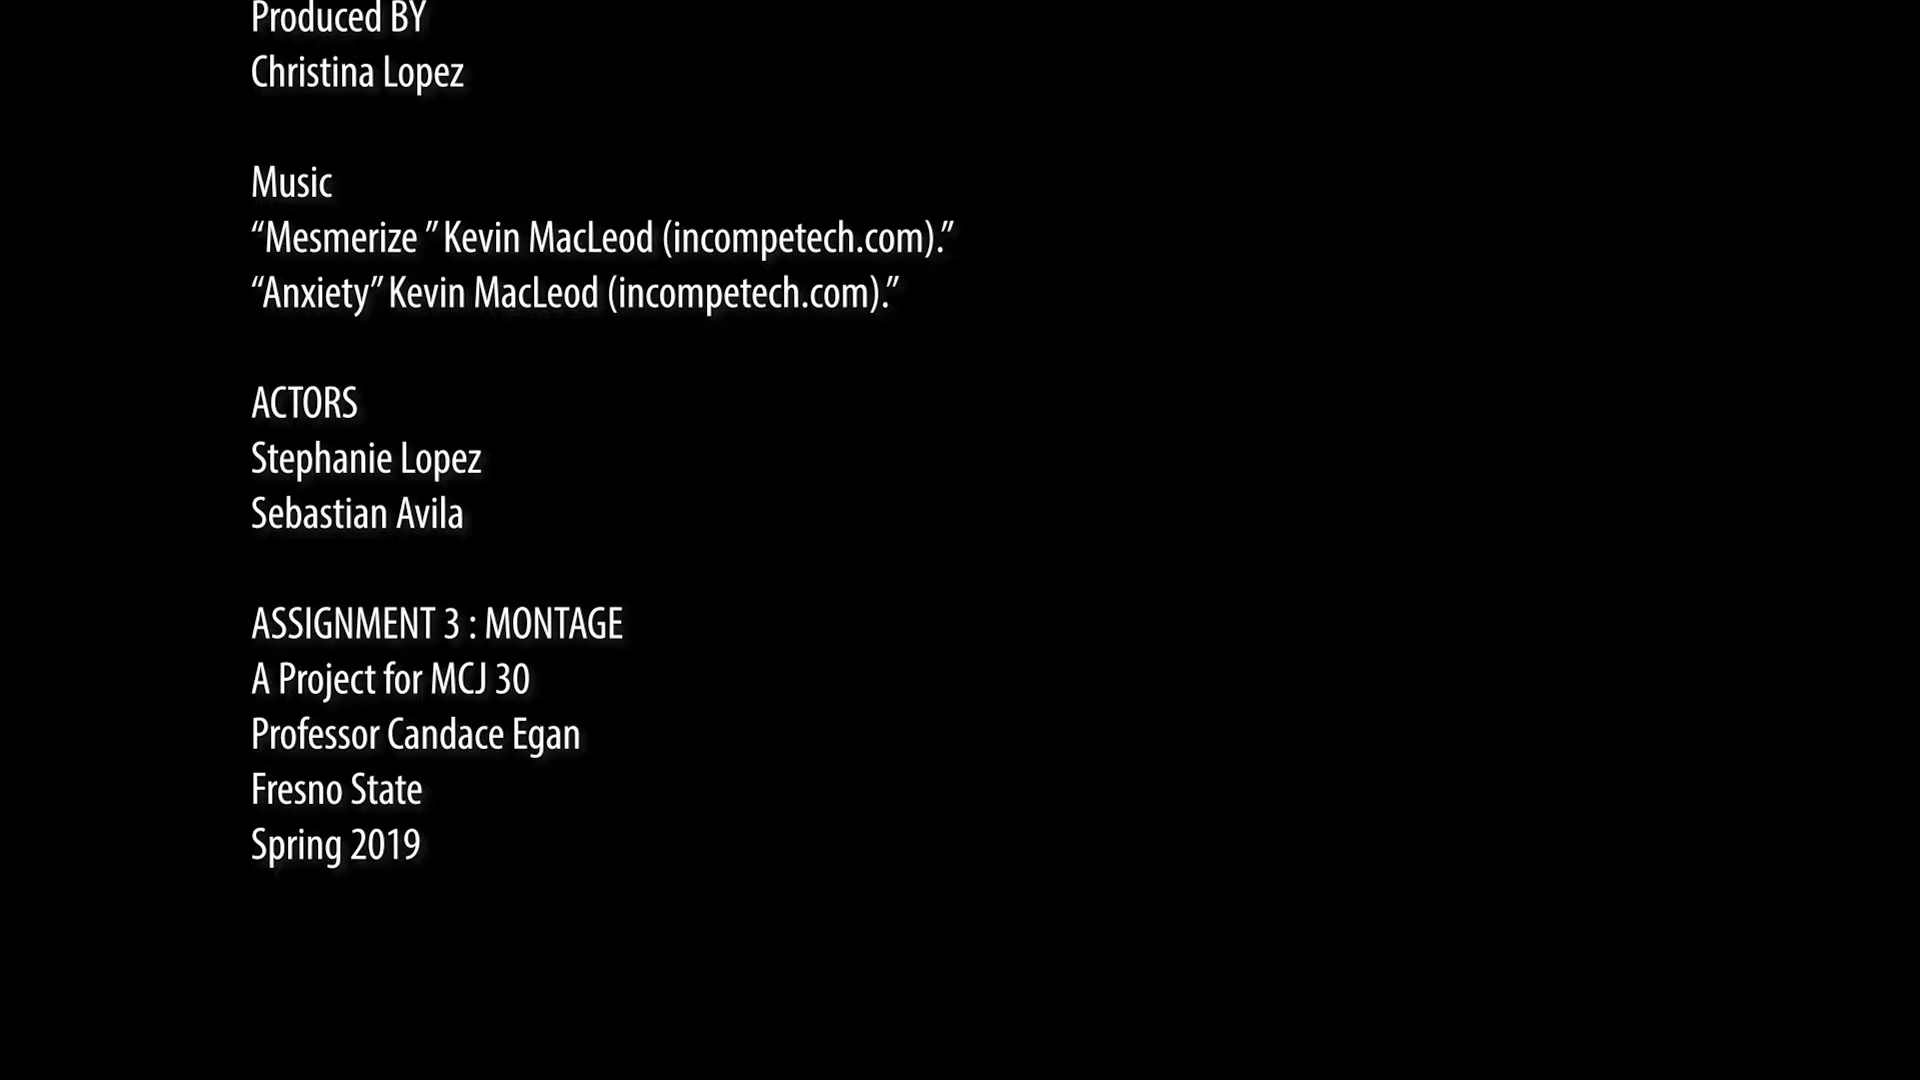 Produced BY
Christina Lopez
Music
“Mesmerize ” Kevin MacLeod (incompetech.com).”
“Anxiety” Kevin MacLeod (incompetech.com).”
ACTORS
Stephanie Lopez
Sebastian Avila
ASSIGNMENT 3 : MONTAGE
A Project for MCJ 30
Professor Candace Egan
Fresno State
Spring 2019